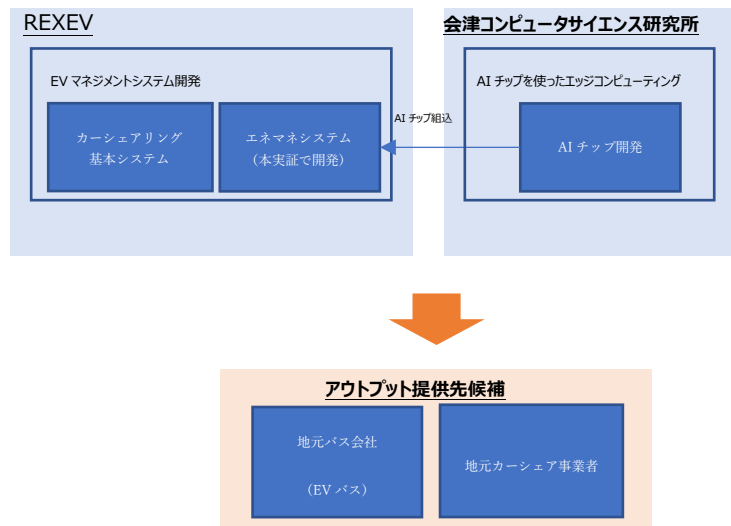 REXEV
会津コンピュータサイエンス研究所
EV マネジメントシステム開発
カーシェアリング
基本システム
エネマネシステム
（本実証で開発）
AI チップ組込
AI チップを使ったエッジコンピューティング
AI チップ開発
アウトプット提供先候補
地元バス会社
（EV バス）
地元カーシェア事業者